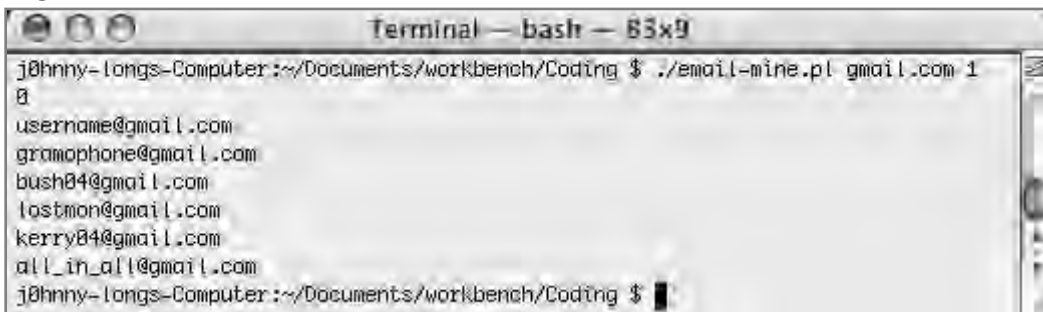 Terminal — bash — 83x9
j0hnny-longs-Computer:~/Documents/workbench/Coding $ ./email-mine.pl gmail.com 1
0
username@gmail.com
gramophone@gmail.com
bush04@gmail.com
lostmon@gmail.com
kerry04@gmail.com
all_in_all@gmail.com
j0hnny-longs-Computer:~/Documents/workbench/Coding $